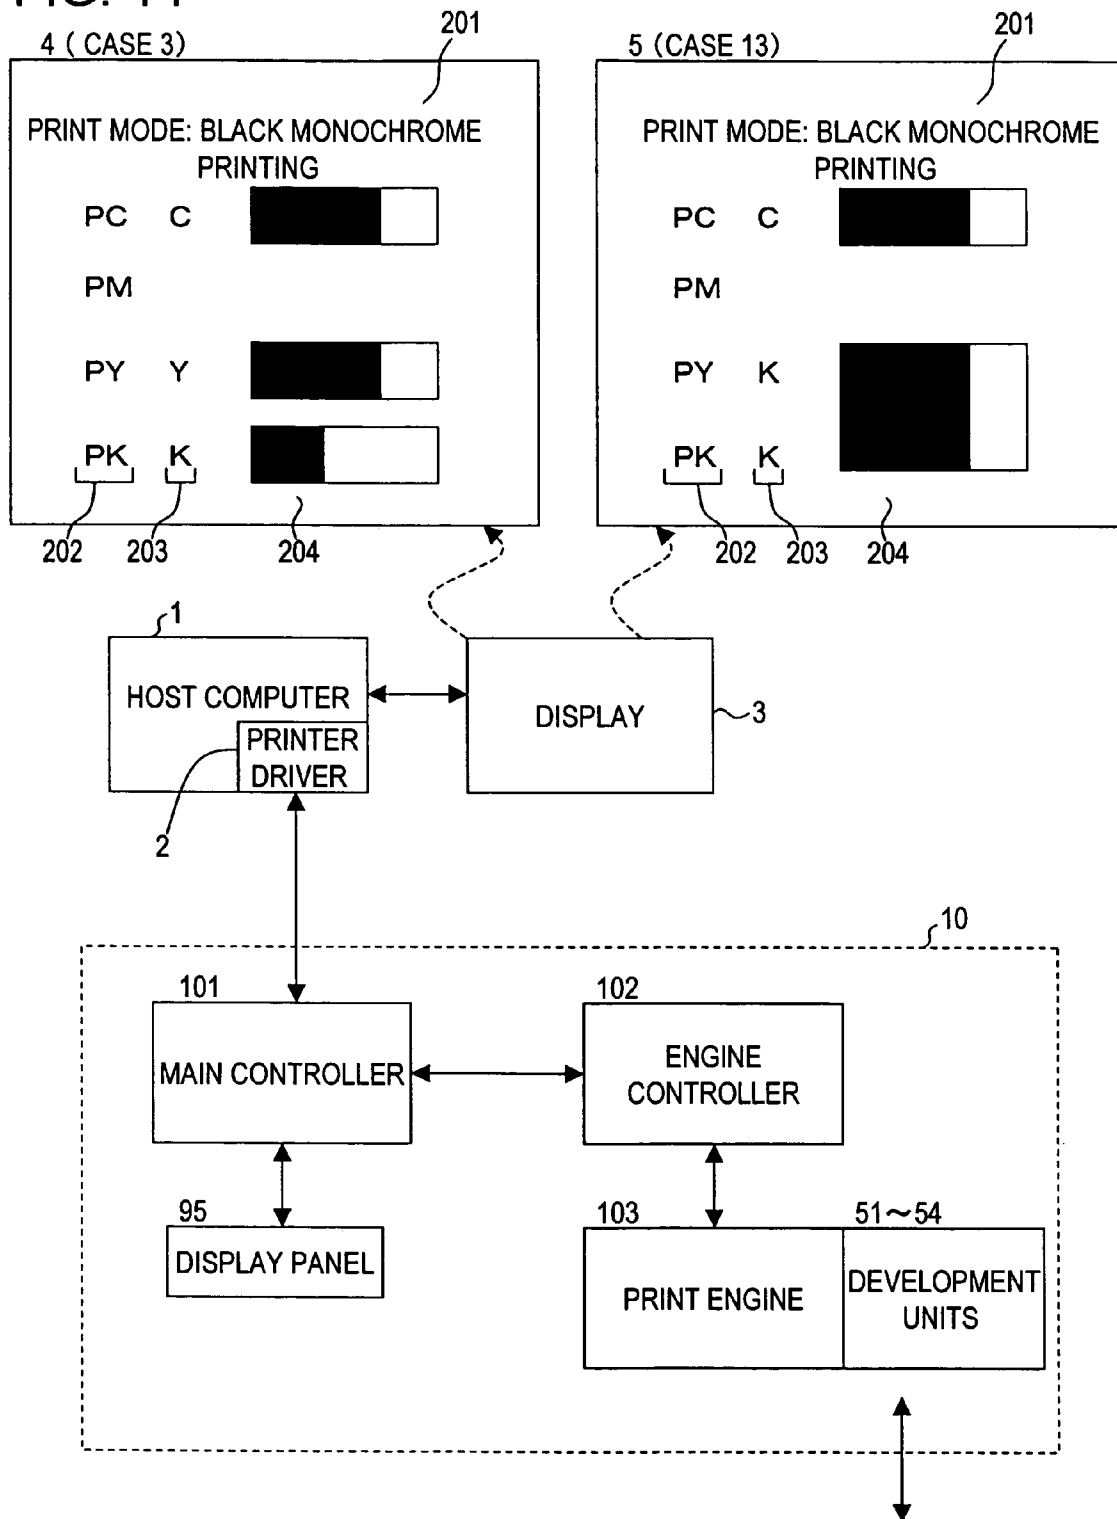 FIG. 11
4 ( CASE 3)
201
PRINT MODE: BLACK MONOCHROME
PRINTING
PC C
PM
PY Y
PK K
202
203
204
5 (CASE 13)
201
PRINT MODE: BLACK MONOCHROME
PRINTING
PC C
PM
PY K
PK K
202
203
204
1
HOST COMPUTER
PRINTER
DRIVER
2
DISPLAY
3
10
101
MAIN CONTROLLER
102
ENGINE
CONTROLLER
95
DISPLAY PANEL
103
PRINT ENGINE
51～54
DEVELOPMENT
UNITS